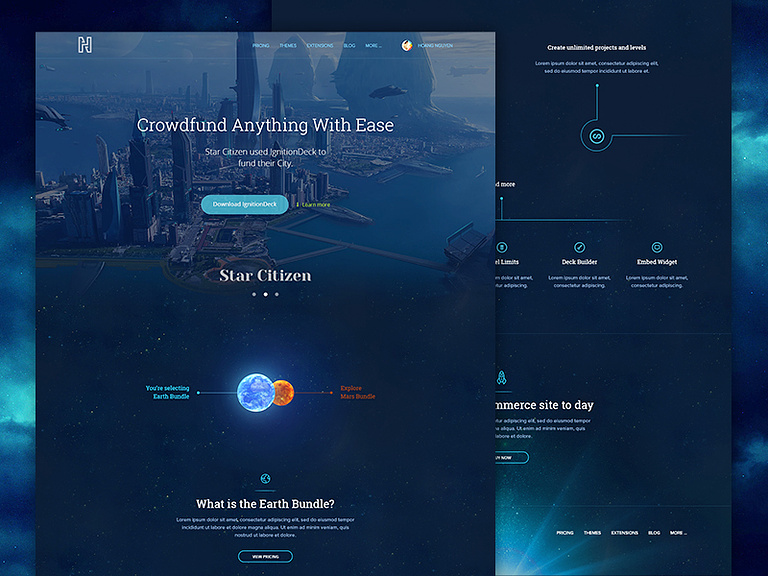 PRICING THEMES EXTENSIONS BLOG MORE ... HOANG NGUYEN
Crowdfund Anything With Ease
Star Citizen used IgnitionDeck to
fund their City.
Download IgnitionDeck
Learn more
Star Citizen
You're selecting
Earth Bundle
Explore
Mars Bundle
What is the Earth Bundle?
Lorem ipsum dolor sit amet, consectetur adipiscing elit, sed do eiusmod tempor
incididunt ut labore et dolore magna aliqua. Ut enim ad minim veniam, quis
nostrud ut labore et.
VIEW PRICING
Create unlimited projects and levels
Lorem ipsum dolor sit amet, consectetur adipiscing elit,
sed do eiusmod tempor incididunt ut labore et.
d more
el Limits
m dolor sit amet,
tur adipiscing.
Deck Builder
Lorem ipsum dolor sit amet,
consectetur adipiscing.
Embed Widget
Lorem ipsum dolor sit amet,
consectetur adipiscing.
mmerce site to day
tur adipiscing elit, sed do eiusmod tempor
na aliqua. Ut enim ad minim veniam, quis
labore et dolore.
NOW
PRICING THEMES EXTENSIONS BLOG MORE ...